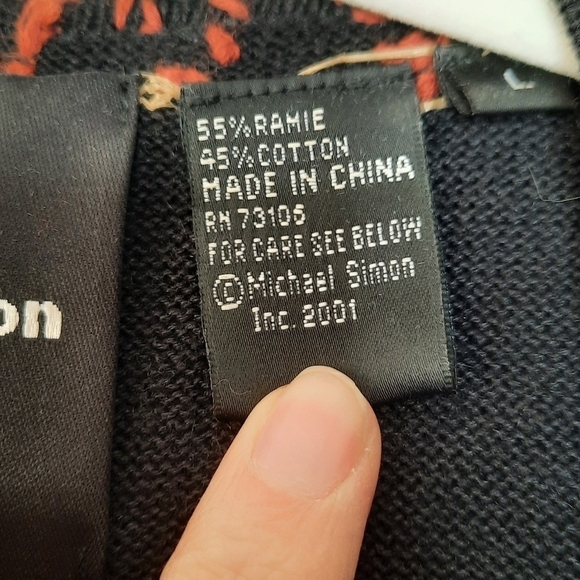 55% RAMIE
45% COTTON
MADE IN CHINA
RN 73106
FOR CARE SEE BELOW
© Michael Simon
Inc. 2001
on
L